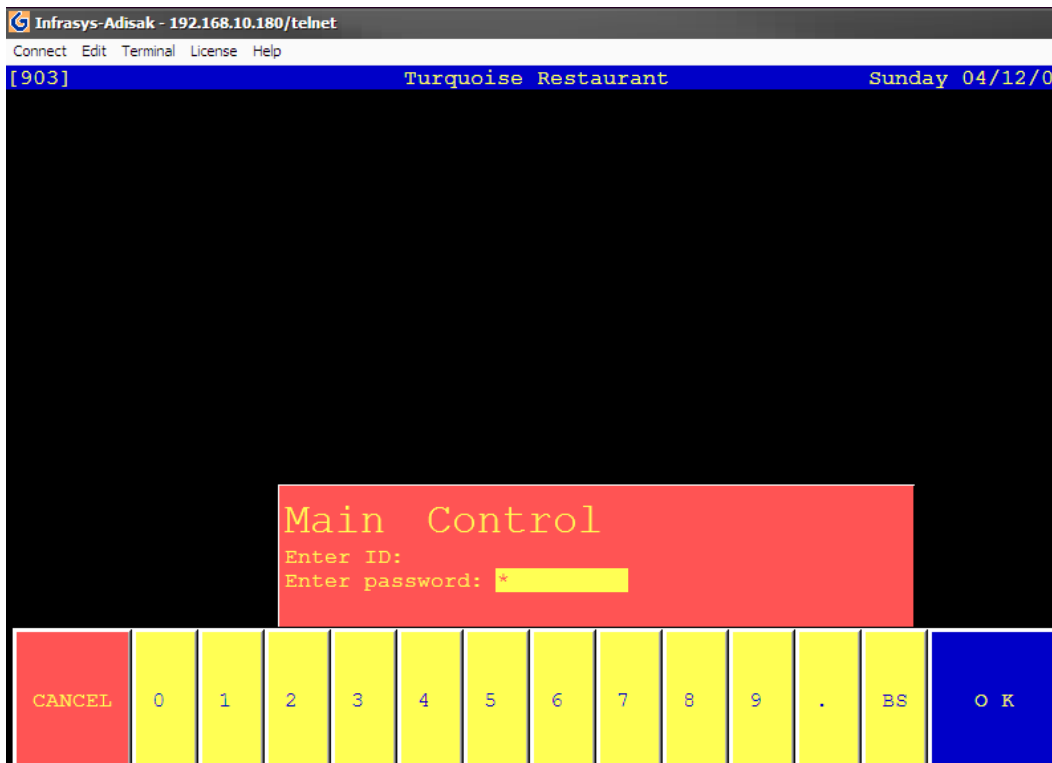 Infrasys-Adisak - 192.168.10.180/telnet
Connect Edit Terminal License Help
[903] Turquoise Restaurant Sunday 04/12/0
Main Control
Enter ID:
Enter password: *
CANCEL 0 1 2 3 4 5 6 7 8 9 . BS O K